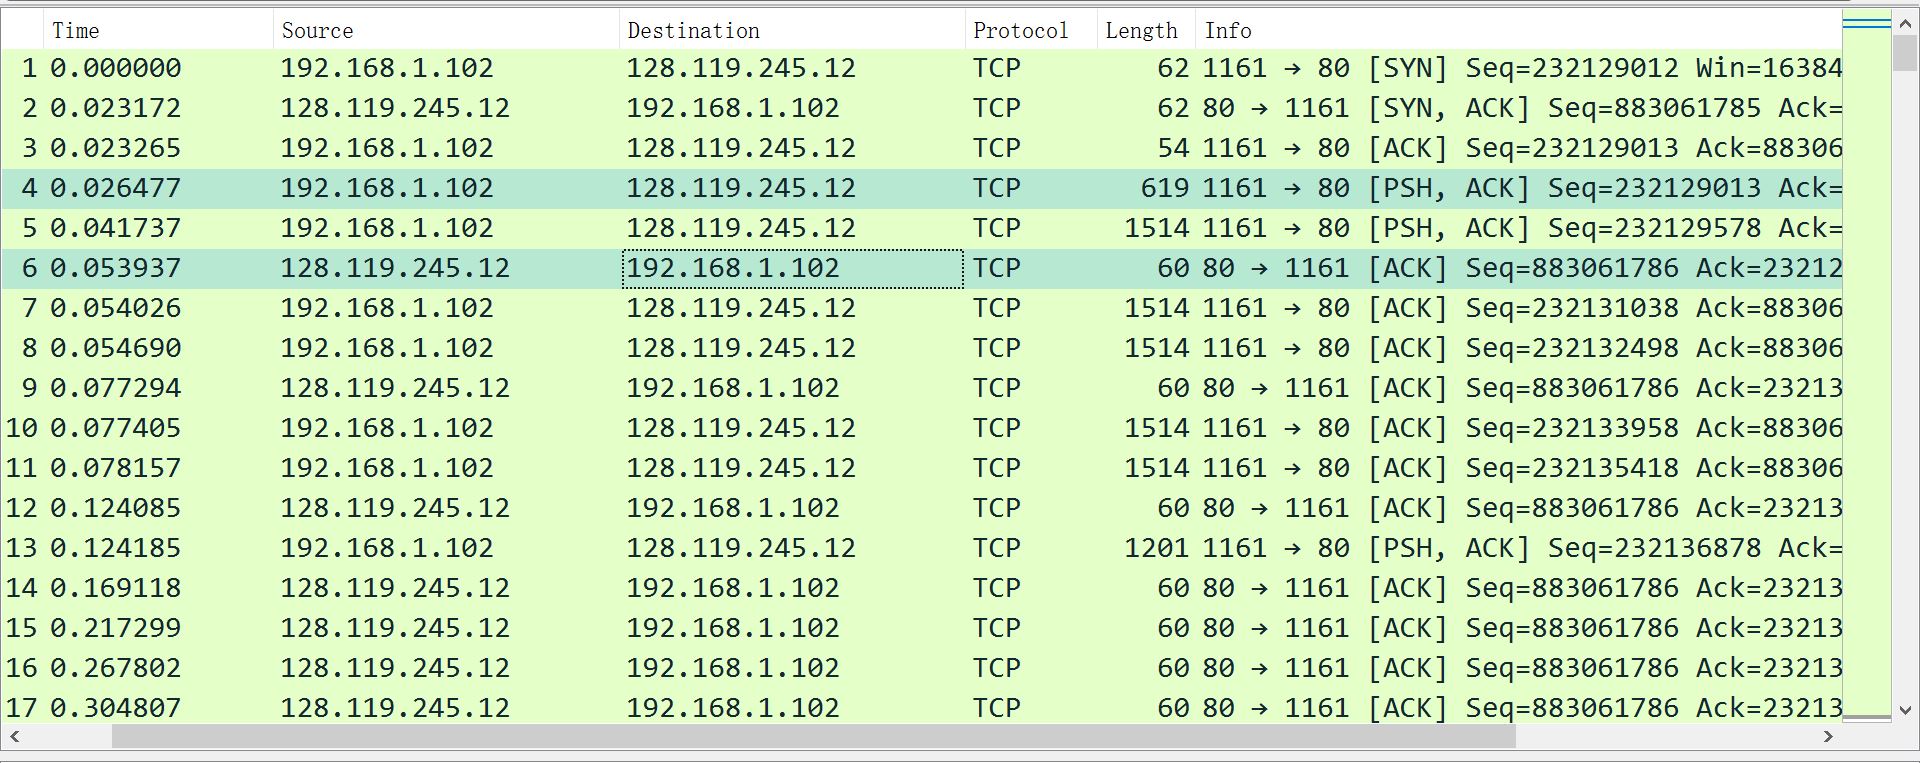 Time Source Destination Protocol Length Info
1 0.000000 192.168.1.102 128.119.245.12 TCP 62 1161 → 80 [SYN] Seq=232129012 Win=16384
2 0.023172 128.119.245.12 192.168.1.102 TCP 62 80 → 1161 [SYN, ACK] Seq=883061785 Ack=
3 0.023265 192.168.1.102 128.119.245.12 TCP 54 1161 → 80 [ACK] Seq=232129013 Ack=88306
4 0.026477 192.168.1.102 128.119.245.12 TCP 619 1161 → 80 [PSH, ACK] Seq=232129013 Ack=
5 0.041737 192.168.1.102 128.119.245.12 TCP 1514 1161 → 80 [PSH, ACK] Seq=232129578 Ack=
6 0.053937 128.119.245.12 192.168.1.102 TCP 60 80 → 1161 [ACK] Seq=883061786 Ack=23212
7 0.054026 192.168.1.102 128.119.245.12 TCP 1514 1161 → 80 [ACK] Seq=232131038 Ack=88306
8 0.054690 192.168.1.102 128.119.245.12 TCP 1514 1161 → 80 [ACK] Seq=232132498 Ack=88306
9 0.077294 128.119.245.12 192.168.1.102 TCP 60 80 → 1161 [ACK] Seq=883061786 Ack=23213
10 0.077405 192.168.1.102 128.119.245.12 TCP 1514 1161 → 80 [ACK] Seq=232133958 Ack=88306
11 0.078157 192.168.1.102 128.119.245.12 TCP 1514 1161 → 80 [ACK] Seq=232135418 Ack=88306
12 0.124085 128.119.245.12 192.168.1.102 TCP 60 80 → 1161 [ACK] Seq=883061786 Ack=23213
13 0.124185 192.168.1.102 128.119.245.12 TCP 1201 1161 → 80 [PSH, ACK] Seq=232136878 Ack=
14 0.169118 128.119.245.12 192.168.1.102 TCP 60 80 → 1161 [ACK] Seq=883061786 Ack=23213
15 0.217299 128.119.245.12 192.168.1.102 TCP 60 80 → 1161 [ACK] Seq=883061786 Ack=23213
16 0.267802 128.119.245.12 192.168.1.102 TCP 60 80 → 1161 [ACK] Seq=883061786 Ack=23213
17 0.304807 128.119.245.12 192.168.1.102 TCP 60 80 → 1161 [ACK] Seq=883061786 Ack=23213